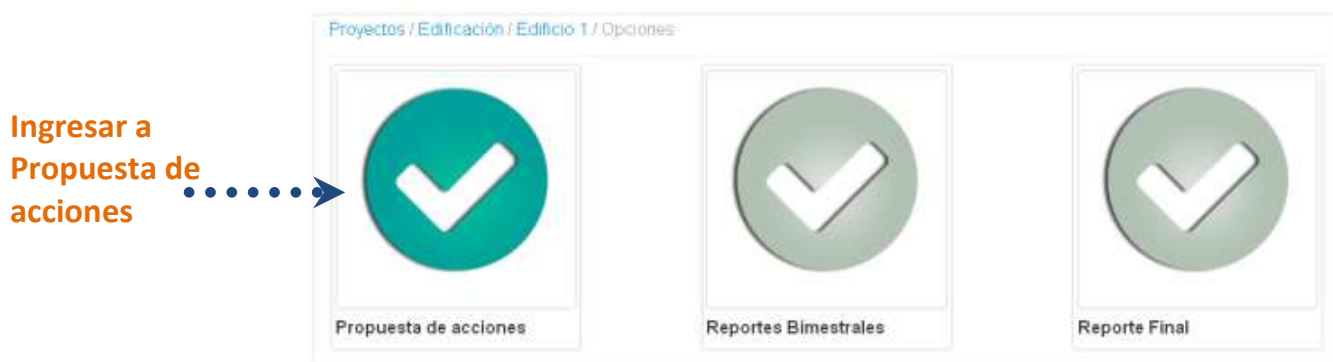 Proyectos / Edificación / Edificio 1 / Opciones
Ingresar a
Propuesta de
acciones
Propuesta de acciones
Reportes Bimestrales
Reporte Final